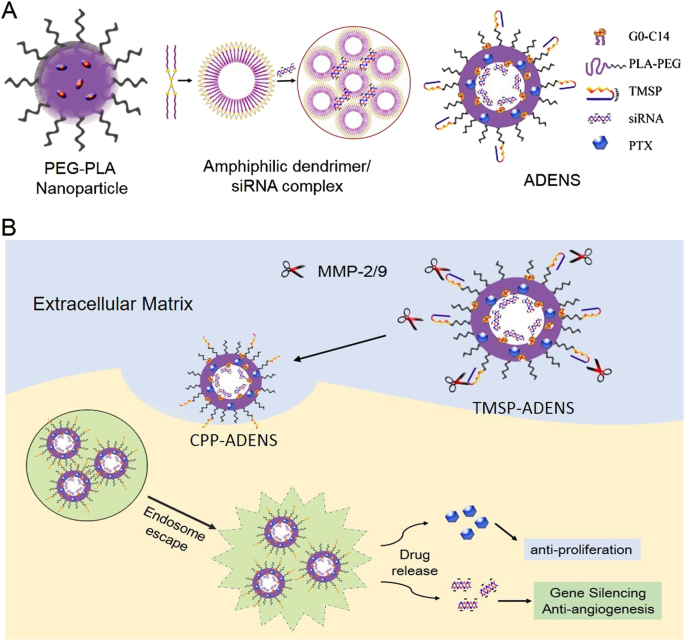 A
G0-C14
PLA-PEG
TMSP
siRNA
PTX
PEG-PLA
Nanoparticle
Amphiphilic dendrimer/
siRNA complex
ADENS
B
MMP-2/9
Extracellular Matrix
CPP-ADENS
TMSP-ADENS
Endosome
escape
Drug
release
anti-proliferation
Gene Silencing
Anti-angiogenesis